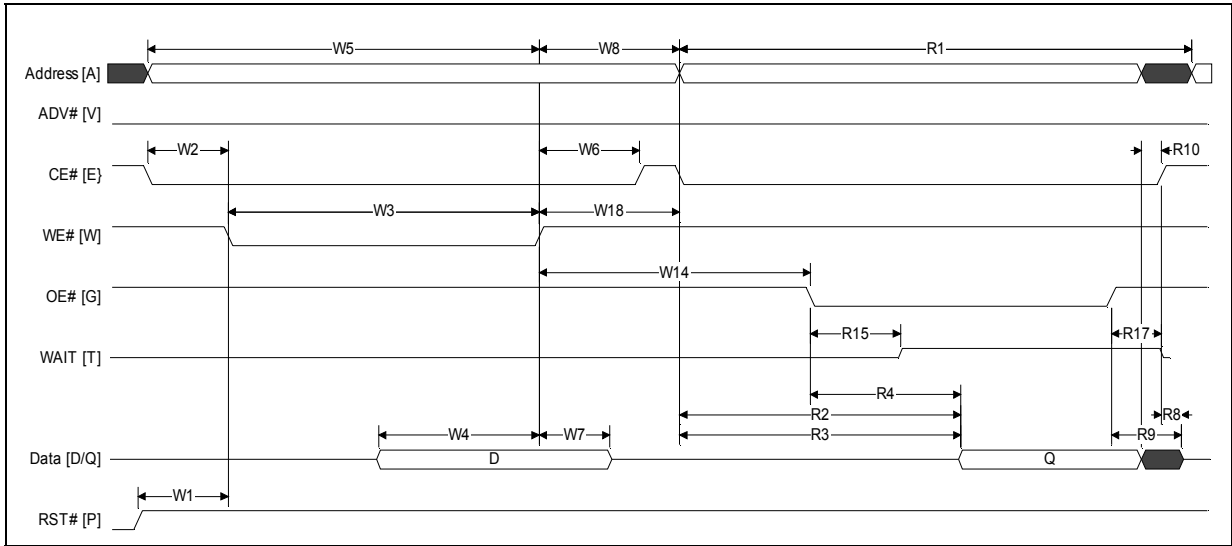 W5 W8 R1
Address [A]
ADV# [V]
W2 W6 R10
CE# [E}
W3 W18
WE# [W]
W14
OE# [G]
R15 R17
WAIT [T]
R4
R2 R8
R3 R9
W4 W7
Data [D/Q] D Q
W1
RST# [P]